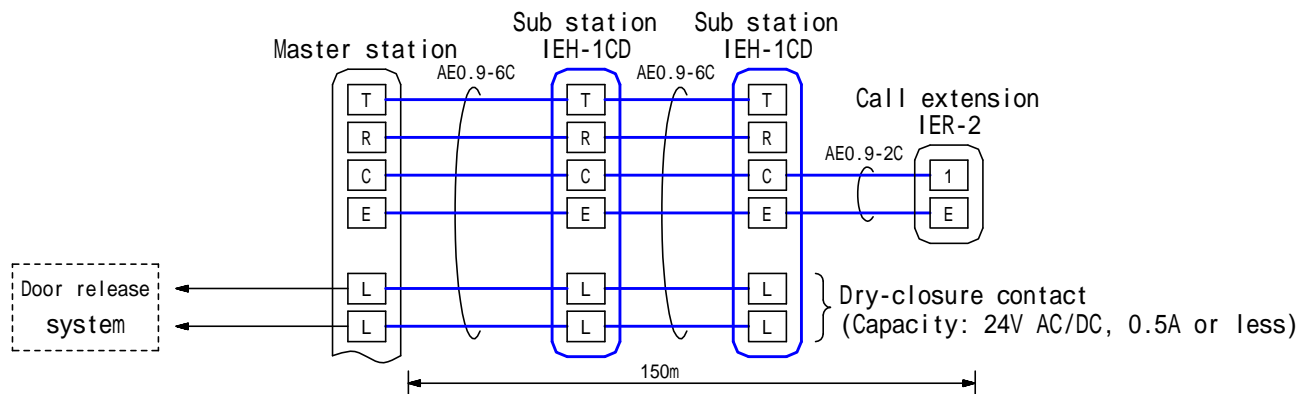 Sub station
IEH-1CD
Sub station
IEH-1CD
Master station
AE0.9-6C
AE0.9-6C
Call extension
IER-2
AE0.9-2C
T T T
R R R
C C C 1
E E E E
L L L
L L L
Door release
system
Dry-closure contact
(Capacity: 24V AC/DC, 0.5A or less)
150m